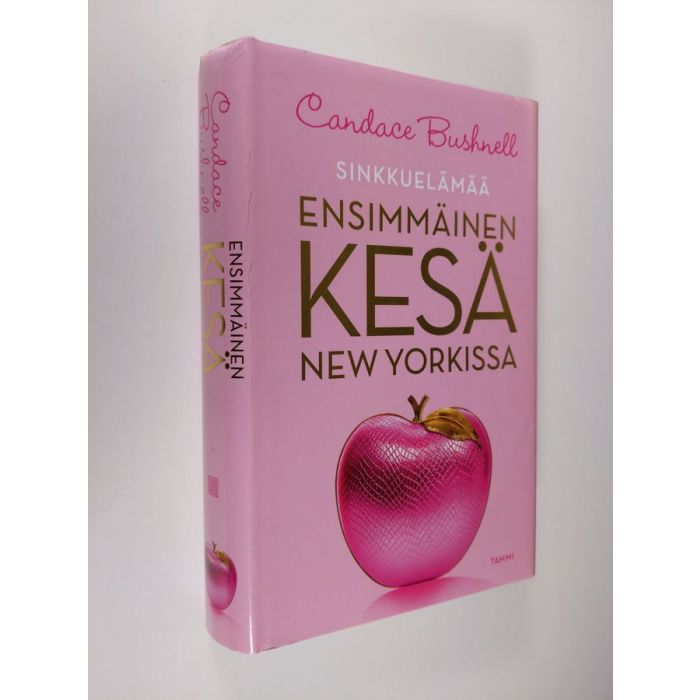 Candace Bushnell
SINKKUELÄMÄÄ
ENSIMMÄINEN
KESÄ
NEW YORKISSA
TAMMI
Candace
Bushnell
ENSIMMÄINEN
KESÄ